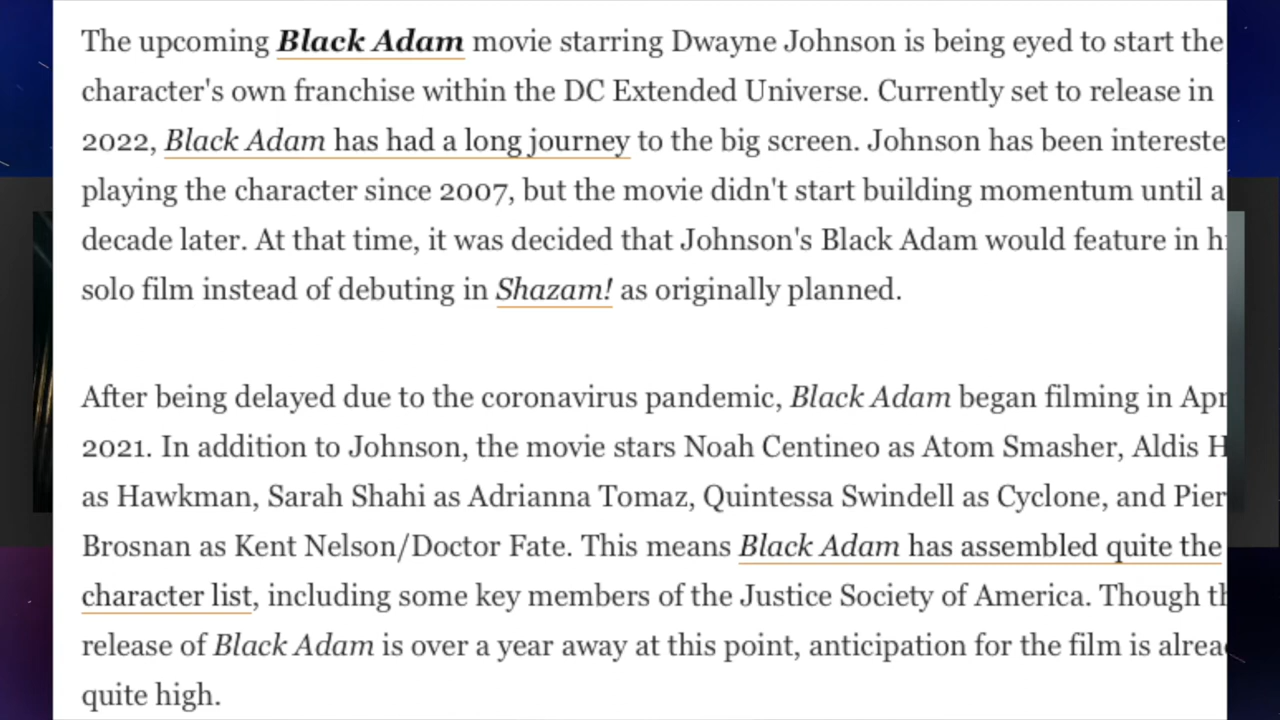 The upcoming Black Adam movie starring Dwayne Johnson is being eyed to start the
character's own franchise within the DC Extended Universe. Currently set to release in
2022, Black Adam has had a long journey to the big screen. Johnson has been intereste
playing the character since 2007, but the movie didn't start building momentum until a
decade later. At that time, it was decided that Johnson's Black Adam would feature in
solo film instead of debuting in Shazam! as originally planned.
After being delayed due to the coronavirus pandemic, Black Adam began filming in Apr
2021. In addition to Johnson, the movie stars Noah Centineo as Atom Smasher, Aldis H
as Hawkman, Sarah Shahi as Adrianna Tomaz, Quintessa Swindell as Cyclone, and Pier
Brosnan as Kent Nelson/Doctor Fate. This means Black Adam has assembled quite the
character list, including some key members of the Justice Society of America. Though
release of Black Adam is over a year away at this point, anticipation for the film is alrea
quite high.